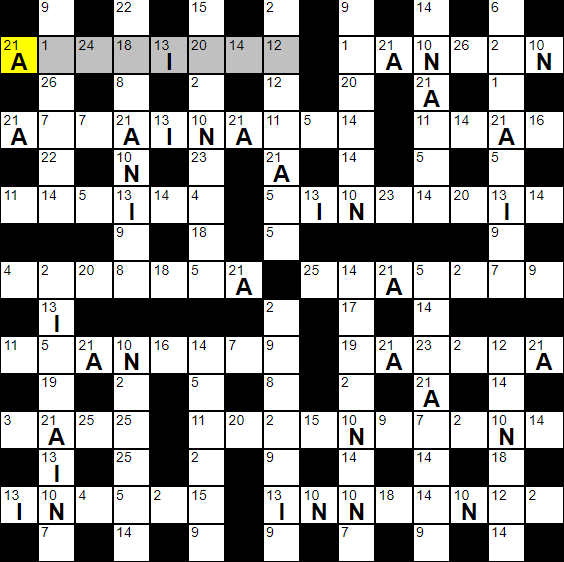 9 22 15 2 9 14 6
21 1 24 18 13 20 14 12 1 21 10 26 2 10
A I A N N
26 8 2 12 20 21 1
A
21 7 7 21 13 10 21 11 5 14 11 14 21 16
A A I N A A
22 10 23 21 14 5 5
N A
11 14 5 13 14 4 5 13 10 23 14 20 13 14
I I N I
9 18 5 9
4 2 20 8 18 5 21 25 14 21 5 2 7 9
A A
13 2 17 14
I
11 5 21 10 16 14 7 9 19 21 23 2 12 21
A N A A
19 2 5 8 2 21 14
A
3 21 25 25 11 20 2 15 10 9 7 2 10 14
A N N
13 25 2 9 14 14 18
I
13 10 4 5 2 15 13 10 10 18 14 10 12 2
I N I N N N
7 14 9 9 7 9 14